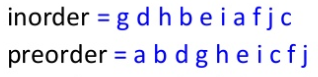 inorder = g d h b e i a f j c
preorder = a b d g h e i c f j